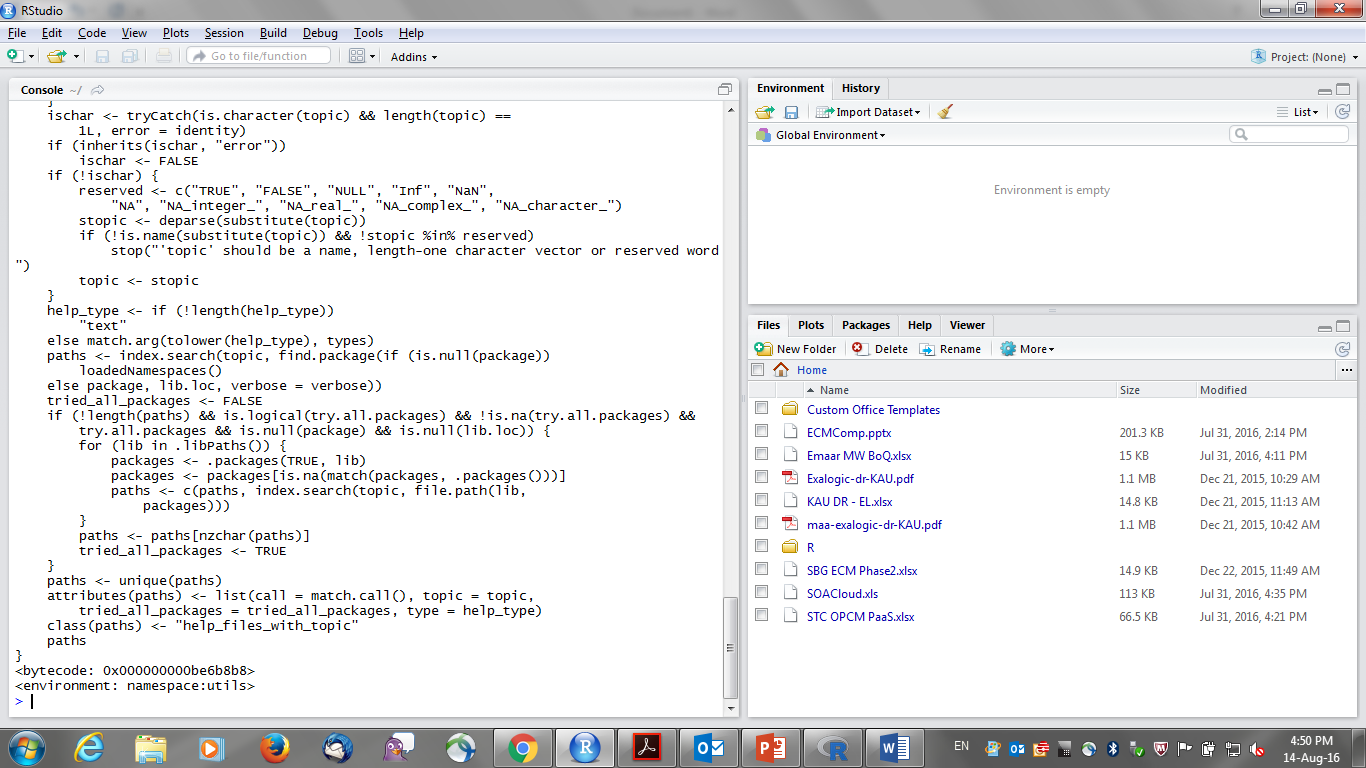 RStudio
File Edit Code View Plots Session Build Debug Tools Help
Go to file/function Addins Project: (None)
Console ~/
    }
    ischar <- tryCatch(is.character(topic) && length(topic) ==
        1L, error = identity)
    if (inherits(ischar, "error"))
        ischar <- FALSE
    if (!ischar) {
        reserved <- c("TRUE", "FALSE", "NULL", "Inf", "NaN",
            "NA", "NA_integer_", "NA_real_", "NA_complex_", "NA_character_")
        stopic <- deparse(substitute(topic))
        if (!is.name(substitute(topic)) && !stopic %in% reserved)
            stop("'topic' should be a name, length-one character vector or reserved word
")
        topic <- stopic
    }
    help_type <- if (!length(help_type))
        "text"
    else match.arg(tolower(help_type), types)
    paths <- index.search(topic, find.package(if (is.null(package))
        loadedNamespaces()
    else package, lib.loc, verbose = verbose))
    tried_all_packages <- FALSE
    if (!length(paths) && is.logical(try.all.packages) && !is.na(try.all.packages) &&
        try.all.packages && is.null(package) && is.null(lib.loc)) {
        for (lib in .libPaths()) {
            packages <- .packages(TRUE, lib)
            packages <- packages[is.na(match(packages, .packages()))]
            paths <- c(paths, index.search(topic, file.path(lib,
                packages)))
        }
        paths <- paths[nzchar(paths)]
        tried_all_packages <- TRUE
    }
    paths <- unique(paths)
    attributes(paths) <- list(call = match.call(), topic = topic,
        tried_all_packages = tried_all_packages, type = help_type)
    class(paths) <- "help_files_with_topic"
    paths
}
<bytecode: 0x000000000be6b8b8>
<environment: namespace:utils>
>
Environment History
Import Dataset List
Global Environment
Environment is empty
Files Plots Packages Help Viewer
New Folder Delete Rename More
Home ...
Name Size Modified
Custom Office Templates
ECMComp.pptx 201.3 KB Jul 31, 2016, 2:14 PM
Emaar MW BoQ.xlsx 15 KB Jul 31, 2016, 4:11 PM
Exalogic-dr-KAU.pdf 1.1 MB Dec 21, 2015, 10:29 AM
KAU DR - EL.xlsx 14.8 KB Dec 21, 2015, 11:13 AM
maa-exalogic-dr-KAU.pdf 1.1 MB Dec 21, 2015, 10:42 AM
R
SBG ECM Phase2.xlsx 14.9 KB Dec 22, 2015, 11:49 AM
SOACloud.xls 113 KB Jul 31, 2016, 4:35 PM
STC OPCM PaaS.xlsx 66.5 KB Jul 31, 2016, 4:21 PM
EN
4:50 PM
14-Aug-16